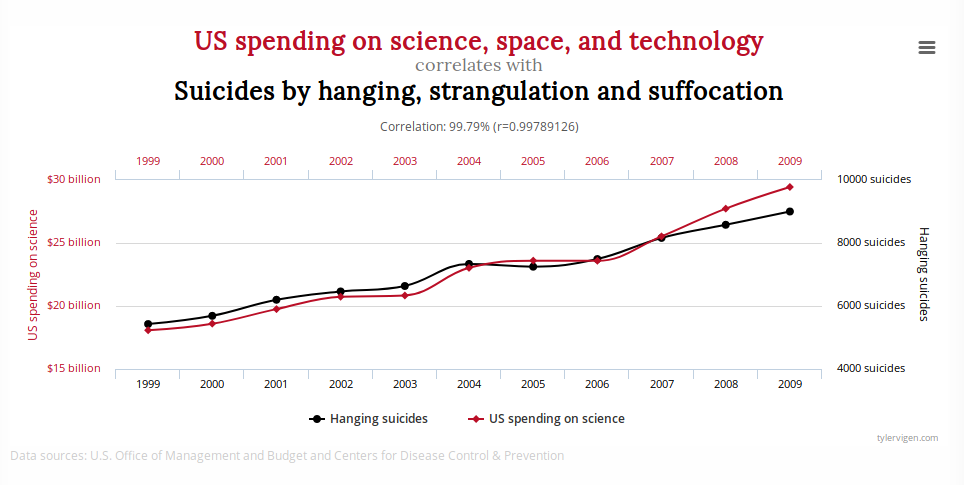 US spending on science, space, and technology
correlates with
Suicides by hanging, strangulation and suffocation
Correlation: 99.79% (r=0.99789126)
1999 2000 2001 2002 2003 2004 2005 2006 2007 2008 2009
$30 billion 10000 suicides
$25 billion 8000 suicides
$20 billion 6000 suicides
$15 billion 4000 suicides
US spending on science
Hanging suicides
1999 2000 2001 2002 2003 2004 2005 2006 2007 2008 2009
Hanging suicides US spending on science
tylervigen.com
Data sources: U.S. Office of Management and Budget and Centers for Disease Control & Prevention